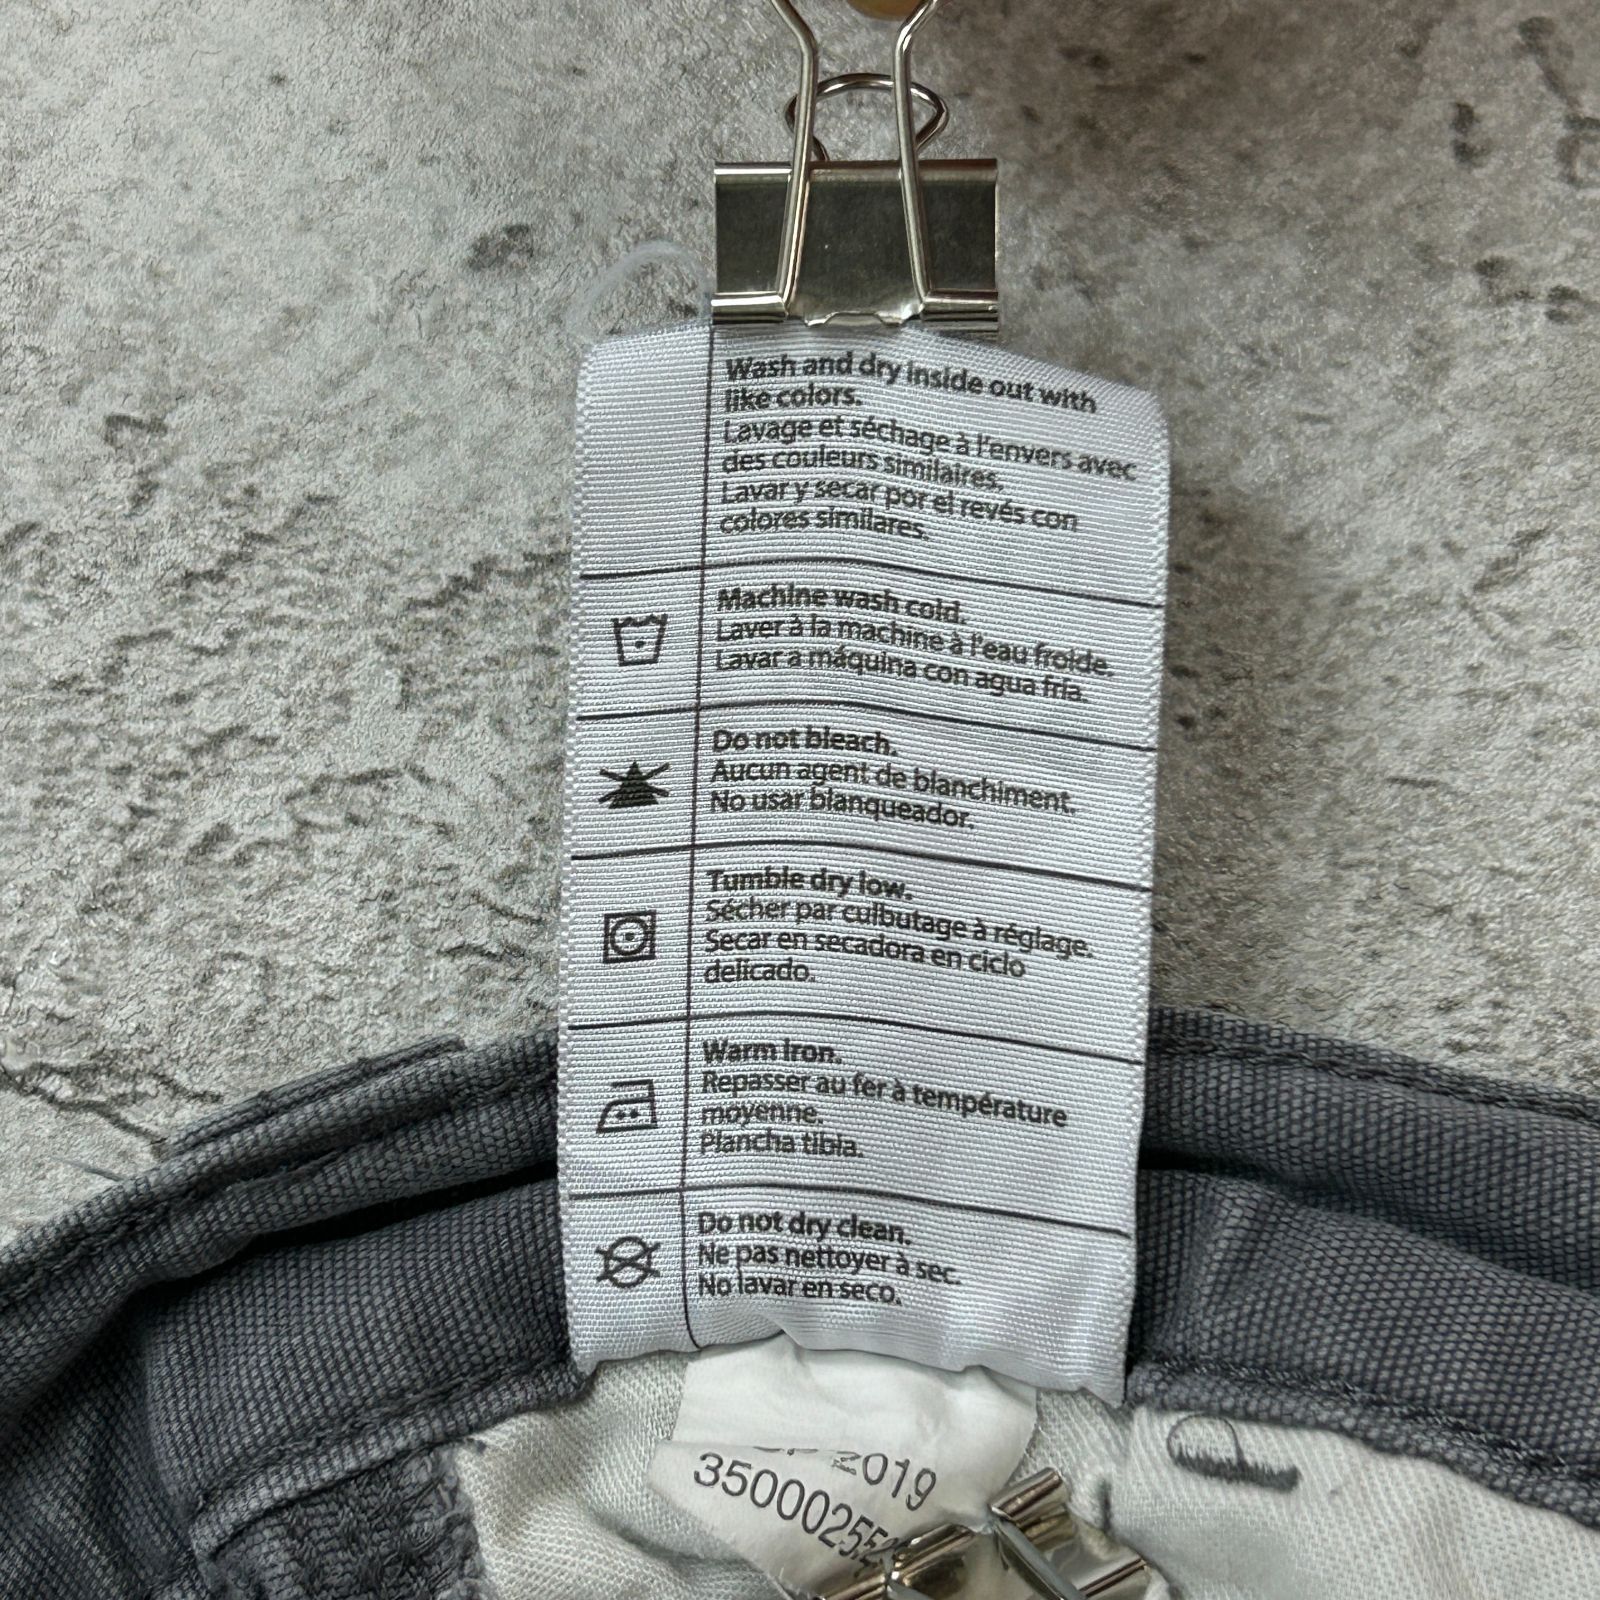 Wash and dry inside out with
like colors.
Lavage et séchage à l'envers avec
des couleurs similaires.
Lavar y secar por el revés con
colores similares.
Machine wash cold.
Laver à la machine à l'eau froide.
Lavar a máquina con agua fría.
Do not bleach.
Aucun agent de blanchiment.
No usar blanqueador.
Tumble dry low.
Sécher par culbutage à réglage.
Secar en secadora en ciclo
delicado.
Warm iron.
Repasser au fer à température
moyenne.
Plancha tibia.
Do not dry clean.
Ne pas nettoyer à sec.
No lavar en seco.
2019